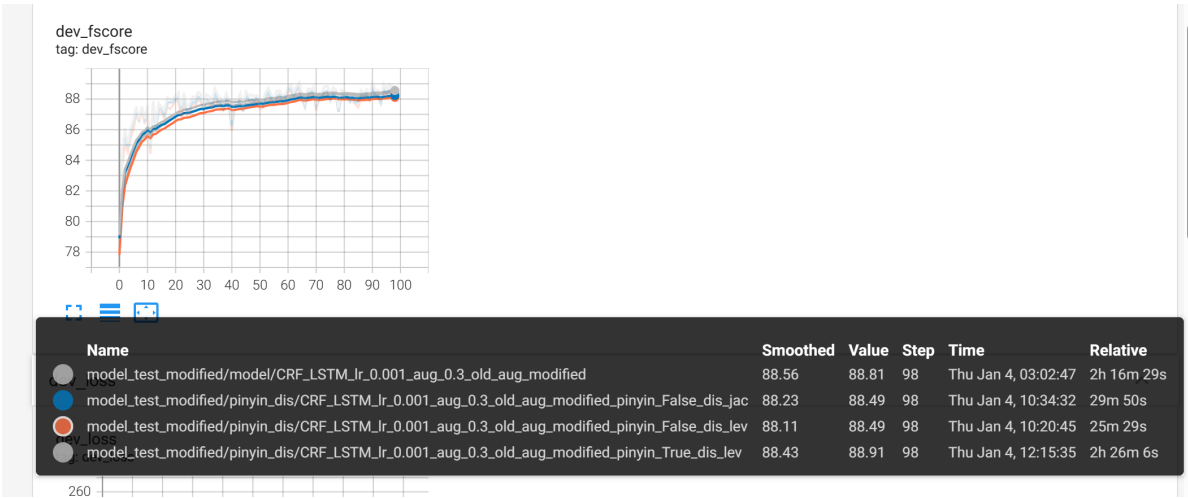 dev_fscore
tag: dev_fscore
88
86
84
82
80
78
0 10 20 30 40 50 60 70 80 90 100
Name Smoothed Value Step Time Relative
model_test_modified/model/CRF_LSTM_lr_0.001_aug_0.3_old_aug_modified 88.56 88.81 98 Thu Jan 4, 03:02:47 2h 16m 29s
dev_loss
model_test_modified/pinyin_dis/CRF_LSTM_lr_0.001_aug_0.3_old_aug_modified_pinyin_False_dis_jac 88.23 88.49 98 Thu Jan 4, 10:34:32 29m 50s
model_test_modified/pinyin_dis/CRF_LSTM_lr_0.001_aug_0.3_old_aug_modified_pinyin_False_dis_lev 88.11 88.49 98 Thu Jan 4, 10:20:45 25m 29s
dev_loss
model_test_modified/pinyin_dis/CRF_LSTM_lr_0.001_aug_0.3_old_aug_modified_pinyin_True_dis_lev 88.43 88.91 98 Thu Jan 4, 12:15:35 2h 26m 6s
tag: dev_loss
260